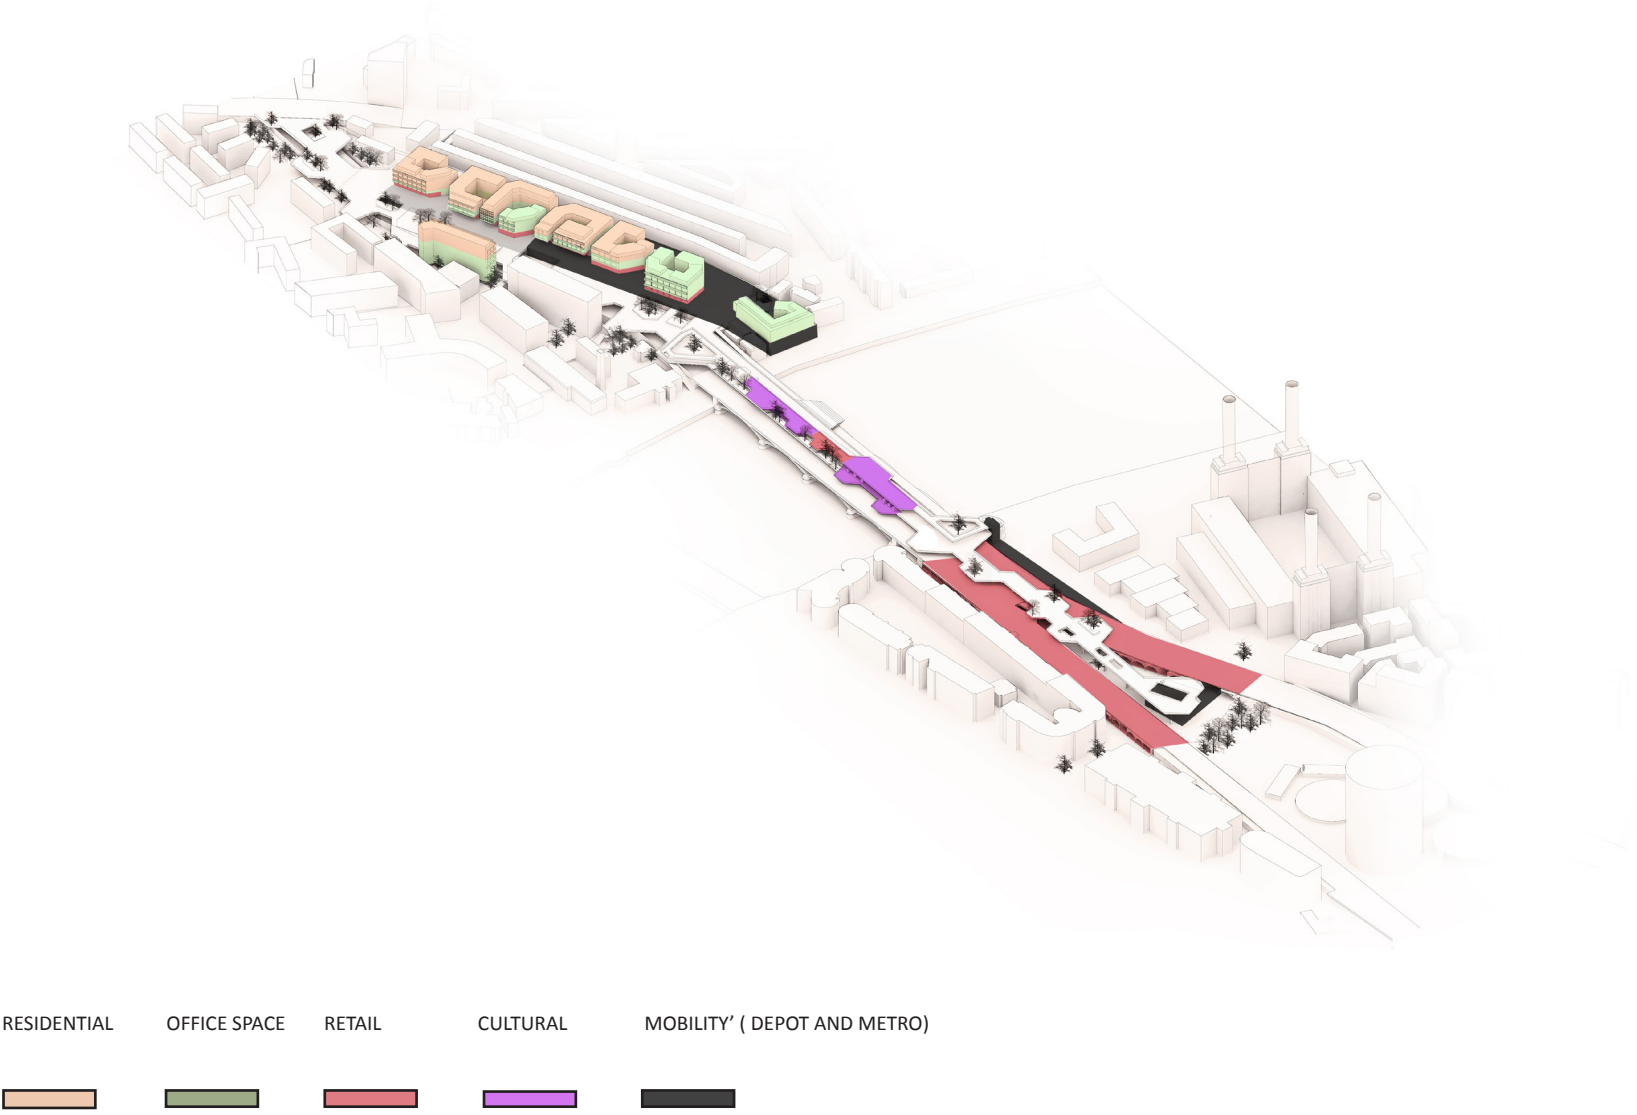 RESIDENTIAL OFFICE SPACE RETAIL CULTURAL MOBILITY’ ( DEPOT AND METRO)